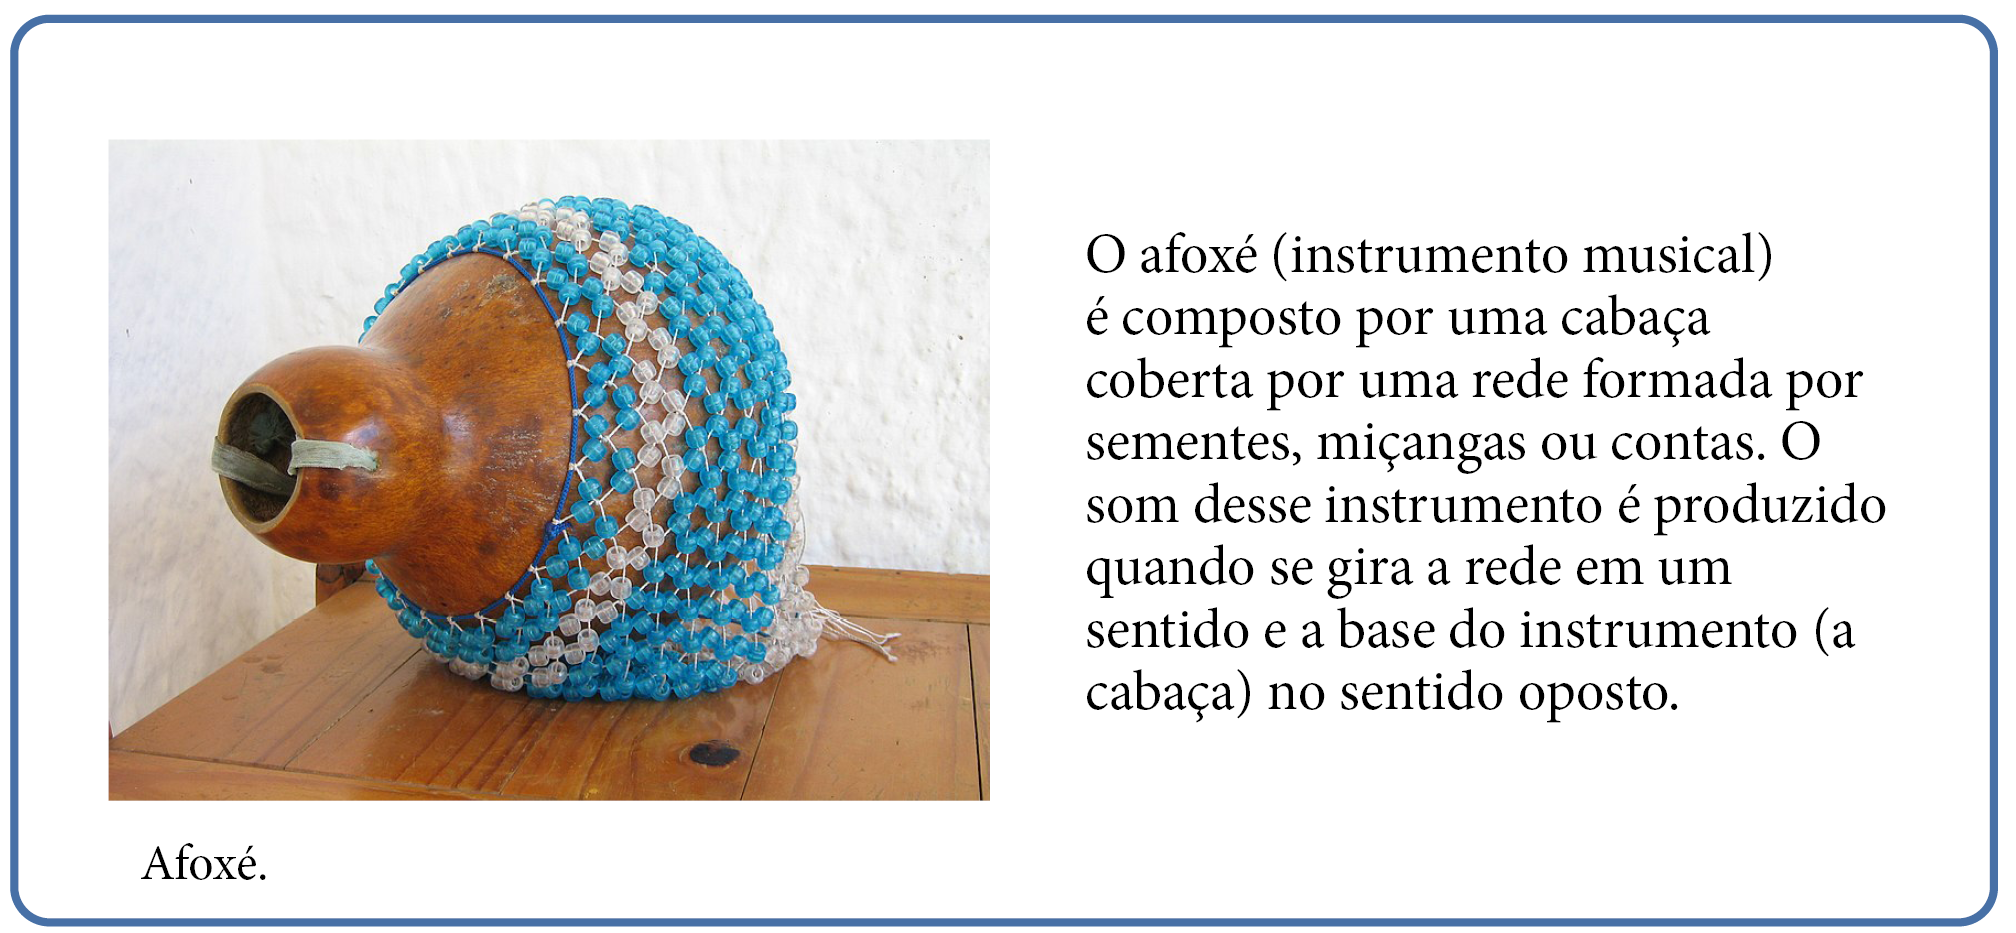 O afoxé (instrumento musical)
é composto por uma cabaça
coberta por uma rede formada por
sementes, miçangas ou contas. O
som desse instrumento é produzido
quando se gira a rede em um
sentido e a base do instrumento (a
cabaça) no sentido oposto.
Afoxé.